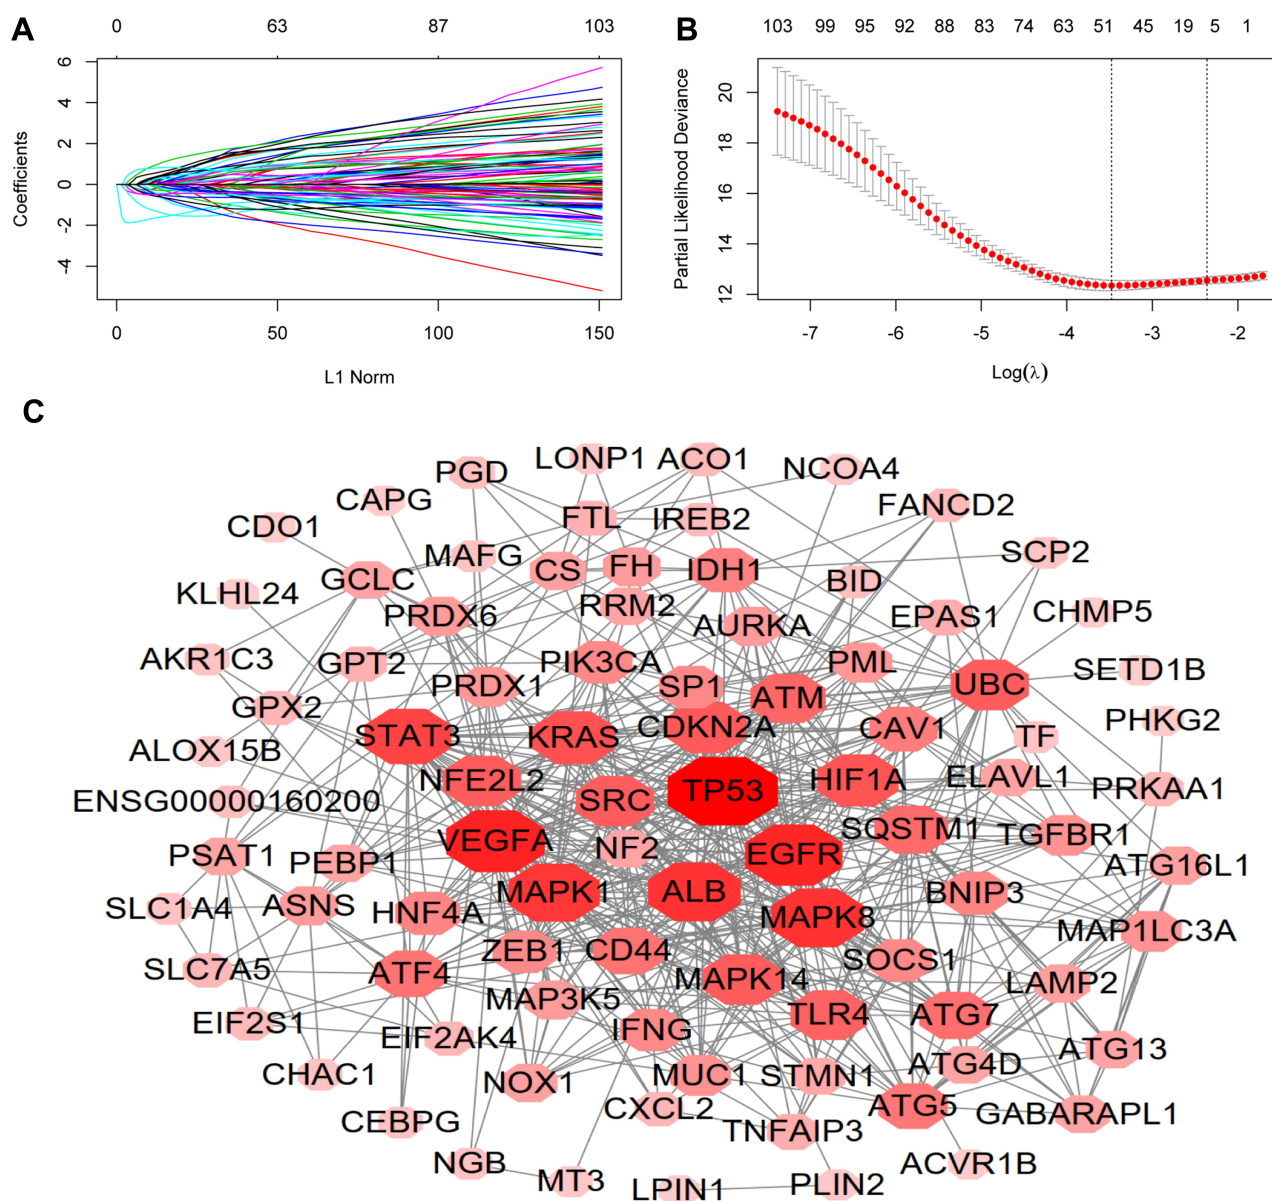 A
0 63 87 103
Coefficients
6
4
2
0
-2
-4
0 50 100 150
L1 Norm
B
103 99 95 92 88 83 74 63 51 45 19 5 1
Partial Likelihood Deviance
20
18
16
14
12
-7 -6 -5 -4 -3 -2
Log(λ)
C
LONP1 ACO1
PGD NCOA4
CAPG FANCD2
CDO1 FTL IREB2
MAFG SCP2
GCLC CS FH IDH1 BID
KLHL24 PRDX6 RRM2 AURKA EPAS1 CHMP5
AKR1C3 GPT2 PIK3CA PML SETD1B
PRDX1 SP1 ATM UBC
GPX2 PHKG2
STAT3 KRAS CDKN2A CAV1 TF
ALOX15B
NFE2L2 TP53 HIF1A ELAVL1 PRKAA1
ENSG00000160200 SRC
VEGFA NF2 EGFR SQSTM1 TGFBR1
PSAT1 PEBP1 ATG16L1
MAPK1 ALB BNIP3
SLC1A4 ASNS HNF4A MAPK8 MAP1LC3A
ZEB1 CD44 SOCS1
SLC7A5 ATF4 MAPK14 LAMP2
MAP3K5
EIF2S1 EIF2AK4 IFNG TLR4 ATG7
ATG4D ATG13
CHAC1 NOX1 MUC1 STMN1
CEBPG CXCL2 ATG5 GABARAPL1
TNFAIP3
NGB ACVR1B
MT3 LPIN1 PLIN2